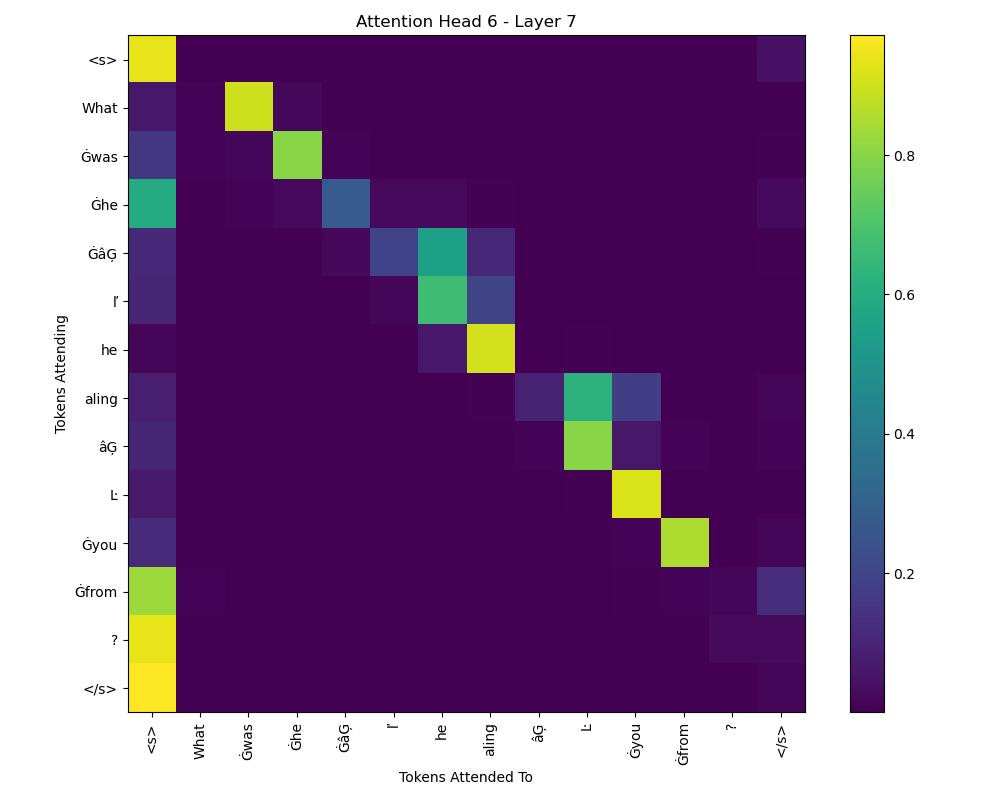 Attention Head 6 - Layer 7
Tokens Attending
<s>
What
Ġwas
Ġhe
ĠâĢ
ľ
he
aling
âĢ
Ŀ
Ġyou
Ġfrom
?
</s>
<s>
What
Ġwas
Ġhe
ĠâĢ
ľ
he
aling
âĢ
Ŀ
Ġyou
Ġfrom
?
</s>
Tokens Attended To
0.8
0.6
0.4
0.2